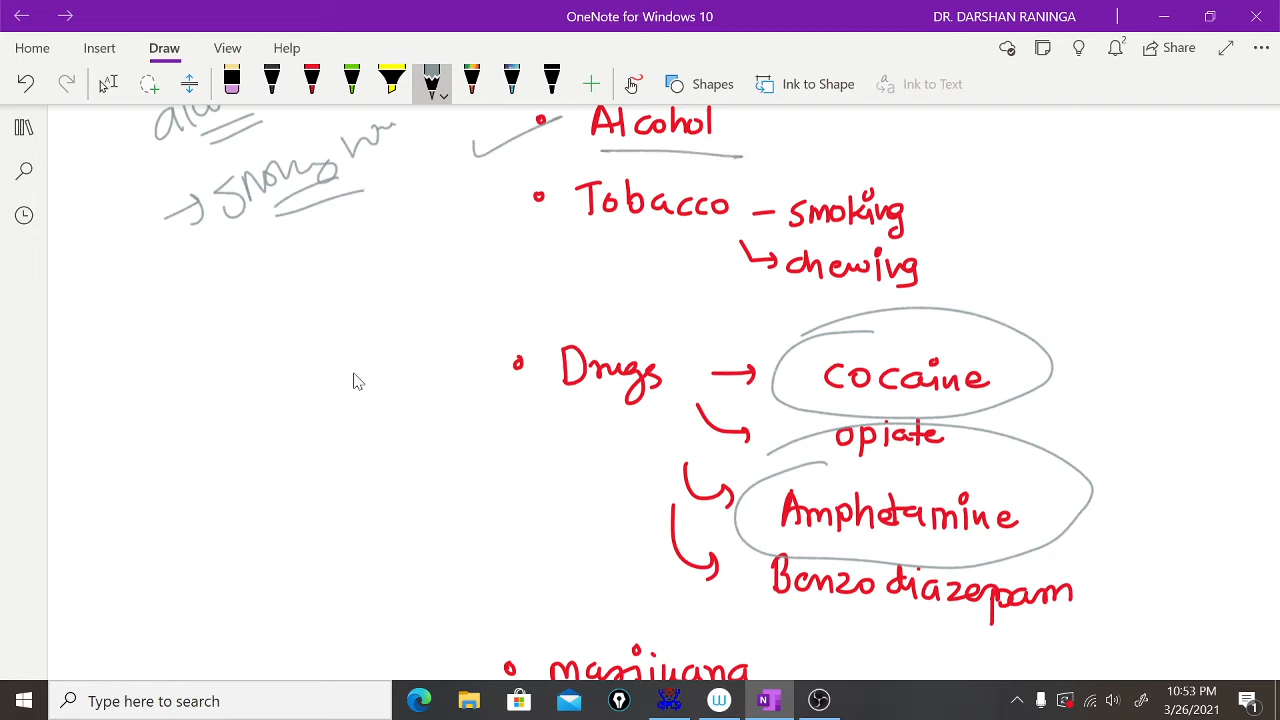 OneNote for Windows 10
DR. DARSHAN RANINGA
Home Insert Draw View Help
Share
Shapes
Ink to Shape
Ink to Text
• Alcohol
• Tobacco – smoking
↳ chewing
• Drugs → cocaine
opiate
Amphetamine
Benzodiazepam
• marijuana
Type here to search
10:53 PM
3/26/2021